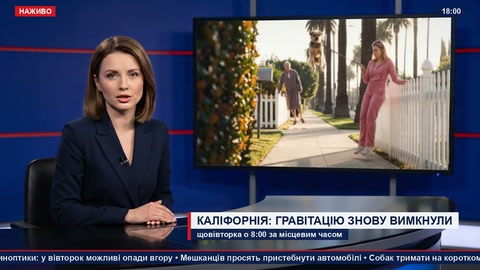 НАЖИВО
18:00
КАЛІФОРНІЯ: ГРАВІТАЦІЮ ЗНОВУ ВИМКНУЛИ
щовівторка о 8:00 за місцевим часом
иноптики: у вівторок можливі опади вгору • Мешканців просять пристебнути автомобілі • Собак тримати на коротком